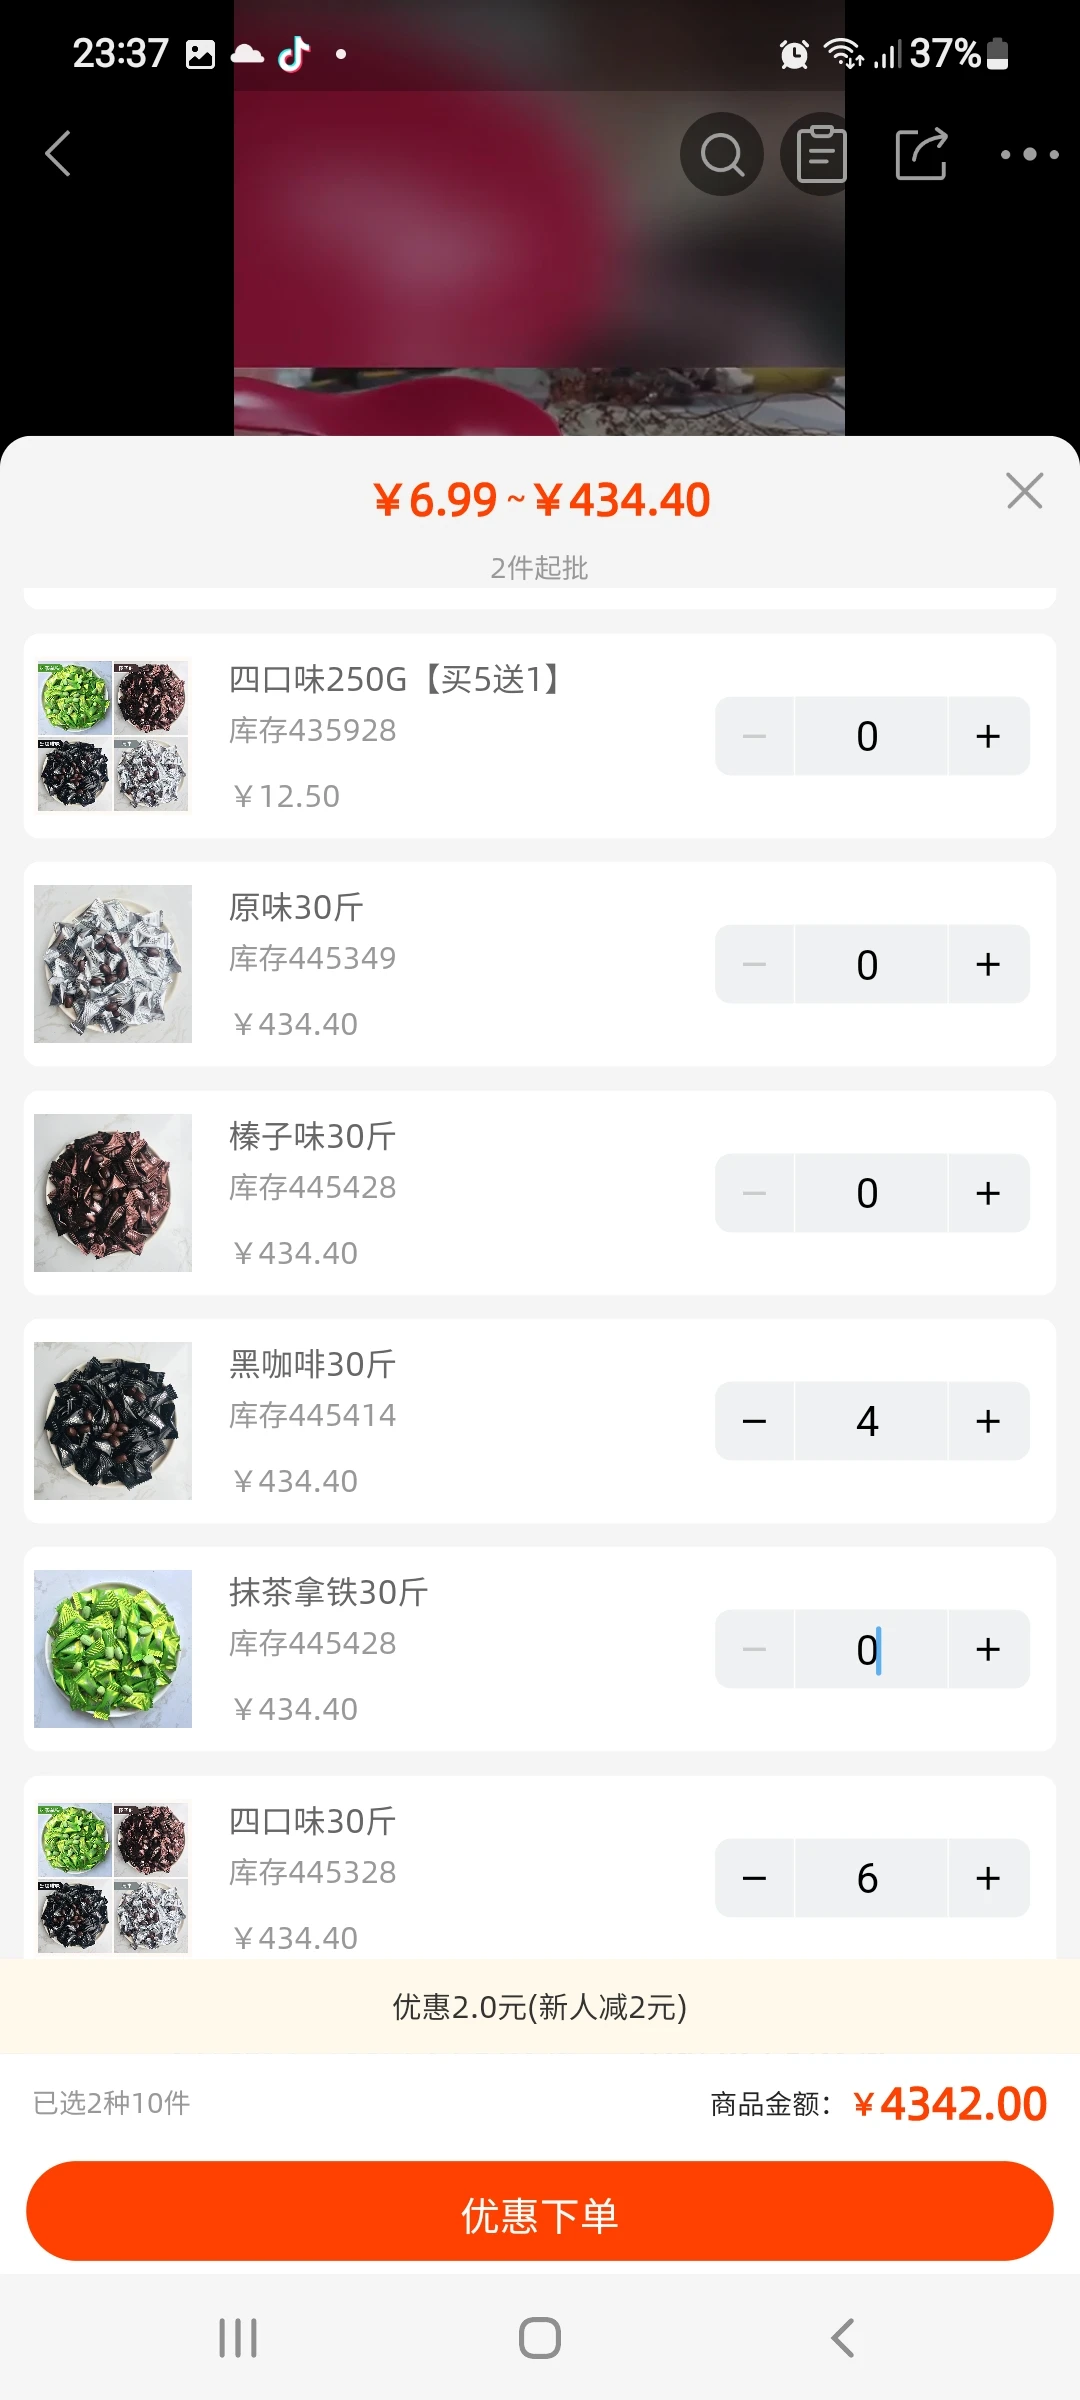 23:37
37%
￥6.99~￥434.40
2件起批
四口味250G【买5送1】
库存435928
￥12.50
0
原味30斤
库存445349
￥434.40
0
榛子味30斤
库存445428
￥434.40
0
黑咖啡30斤
库存445414
￥434.40
4
抹茶拿铁30斤
库存445428
￥434.40
0
四口味30斤
库存445328
￥434.40
6
优惠2.0元(新人减2元)
已选2种10件
商品金额：￥4342.00
优惠下单